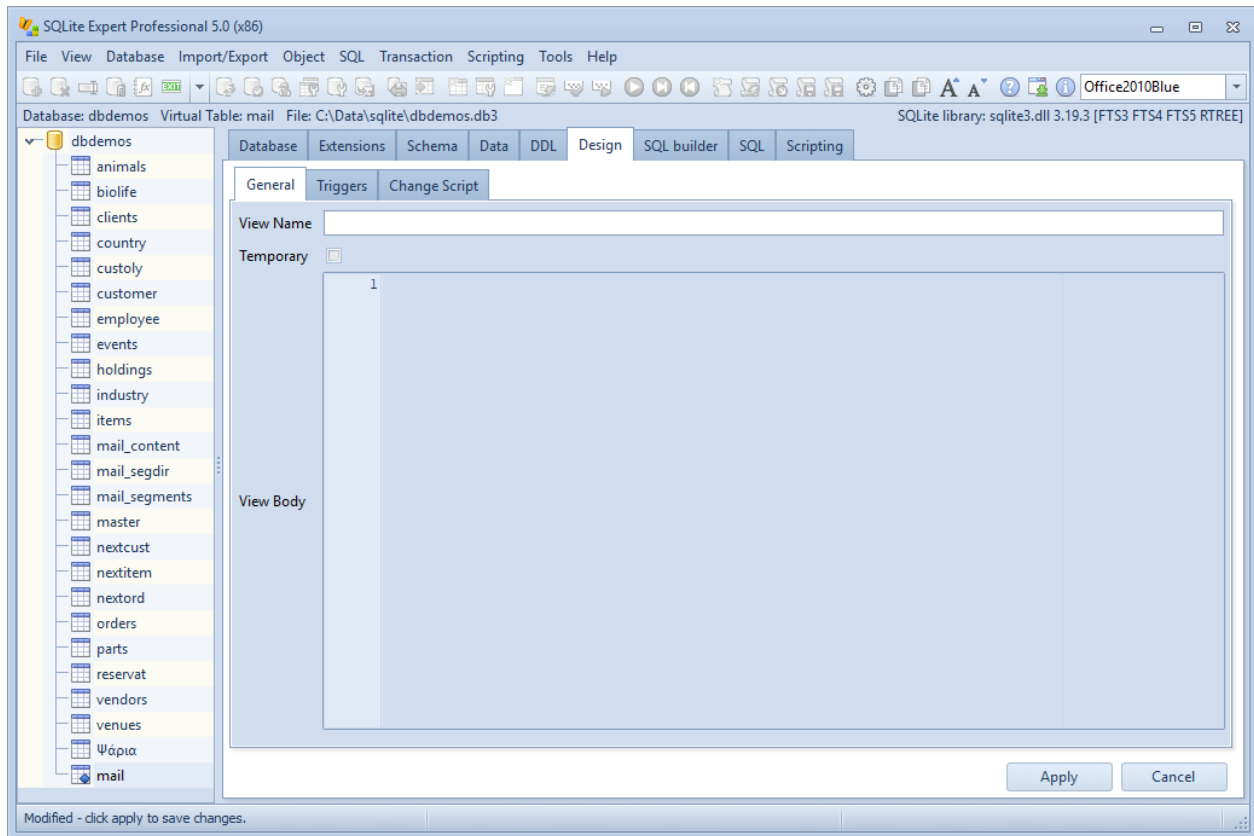 SQLite Expert Professional 5.0 (x86)
File View Database Import/Export Object SQL Transaction Scripting Tools Help
Office2010Blue
Database: dbdemos Virtual Table: mail File: C:\Data\sqlite\dbdemos.db3 SQLite library: sqlite3.dll 3.19.3 [FTS3 FTS4 FTS5 RTREE]
dbdemos
animals
biolife
clients
country
custoly
customer
employee
events
holdings
industry
items
mail_content
mail_segdir
mail_segments
master
nextcust
nextitem
nextord
orders
parts
reservat
vendors
venues
Ψάρια
mail
Database Extensions Schema Data DDL Design SQL builder SQL Scripting
General Triggers Change Script
View Name
Temporary
1
View Body
Apply Cancel
Modified - click apply to save changes.